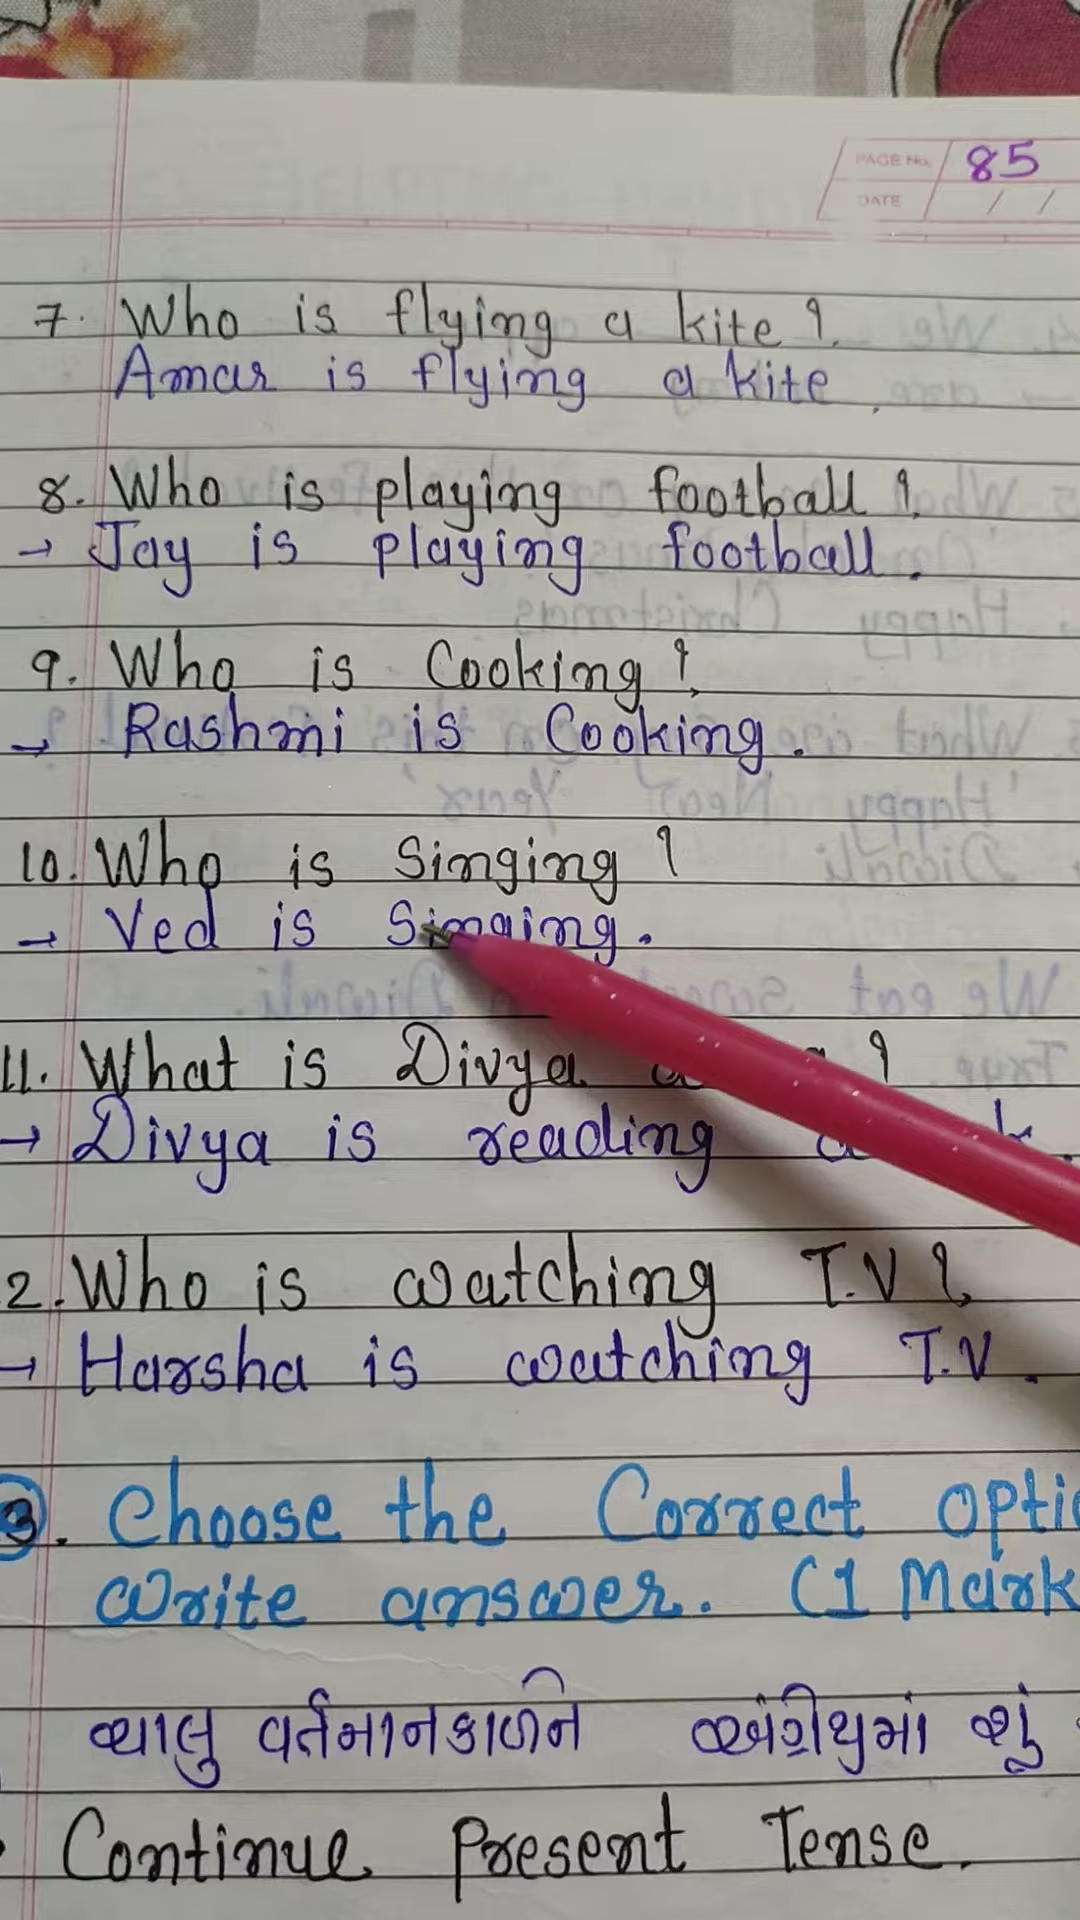 PAGE No. 85
DATE / /
7. Who is flying a kite?
Amar is flying a kite.
8. Who is playing football?
→ Jay is playing football.
9. Who is Cooking?
→ Rashmi is Cooking.
10. Who is Singing?
→ Ved is Singing.
11. What is Divya ?
→ Divya is reading a
2. Who is watching T.V?
→ Harsha is watching T.V.
3. Choose the Correct optio
write answer. (1 Mark
ચાલુ વર્તમાનકાળને અંગ્રેજીમાં શું
Continue Present Tense.